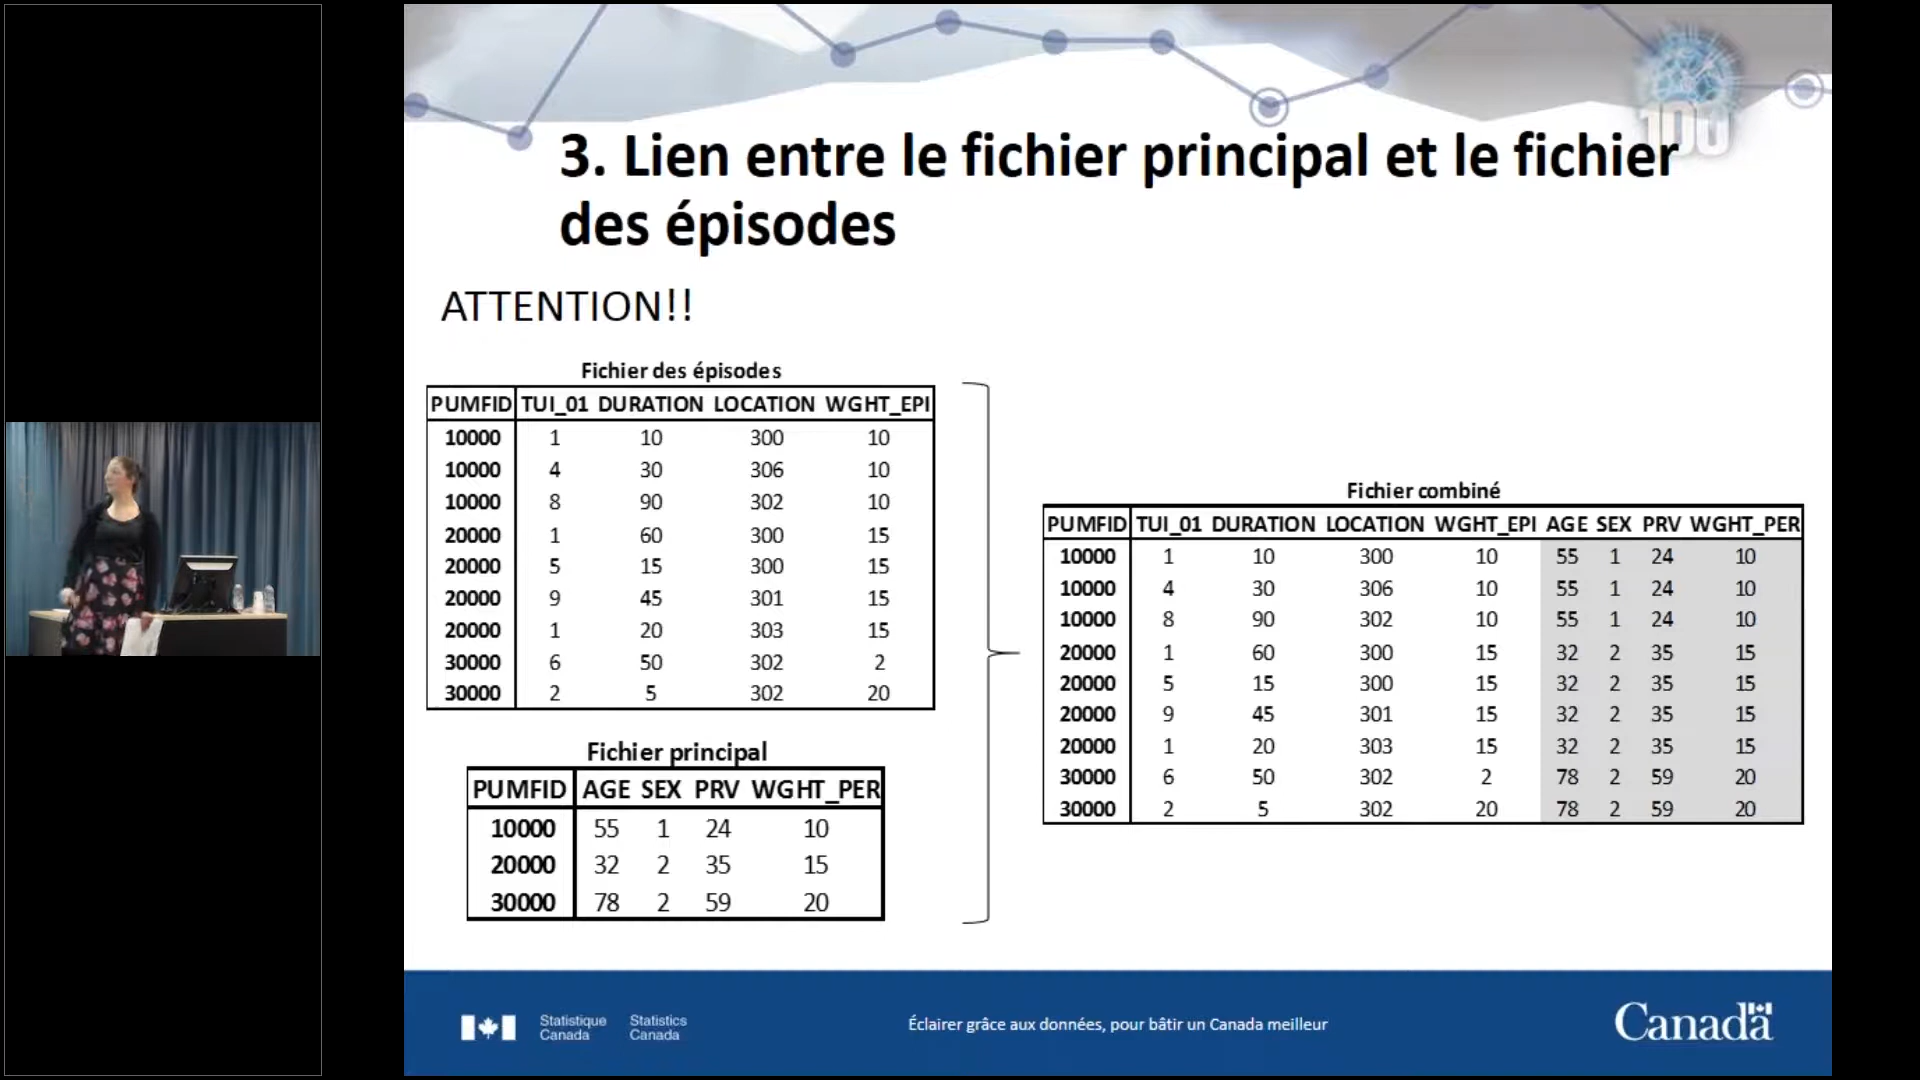 100
3. Lien entre le fichier principal et le fichier
des épisodes
ATTENTION!!
Fichier des épisodes
PUMFID TUI_01 DURATION LOCATION WGHT_EPI
10000 1 10 300 10
10000 4 30 306 10
10000 8 90 302 10
20000 1 60 300 15
20000 5 15 300 15
20000 9 45 301 15
20000 1 20 303 15
30000 6 50 302 2
30000 2 5 302 20
Fichier principal
PUMFID AGE SEX PRV WGHT_PER
10000 55 1 24 10
20000 32 2 35 15
30000 78 2 59 20
Fichier combiné
PUMFID TUI_01 DURATION LOCATION WGHT_EPI AGE SEX PRV WGHT_PER
10000 1 10 300 10 55 1 24 10
10000 4 30 306 10 55 1 24 10
10000 8 90 302 10 55 1 24 10
20000 1 60 300 15 32 2 35 15
20000 5 15 300 15 32 2 35 15
20000 9 45 301 15 32 2 35 15
20000 1 20 303 15 32 2 35 15
30000 6 50 302 2 78 2 59 20
30000 2 5 302 20 78 2 59 20
Statistique Statistics
Canada Canada
Éclairer grâce aux données, pour bâtir un Canada meilleur
Canada